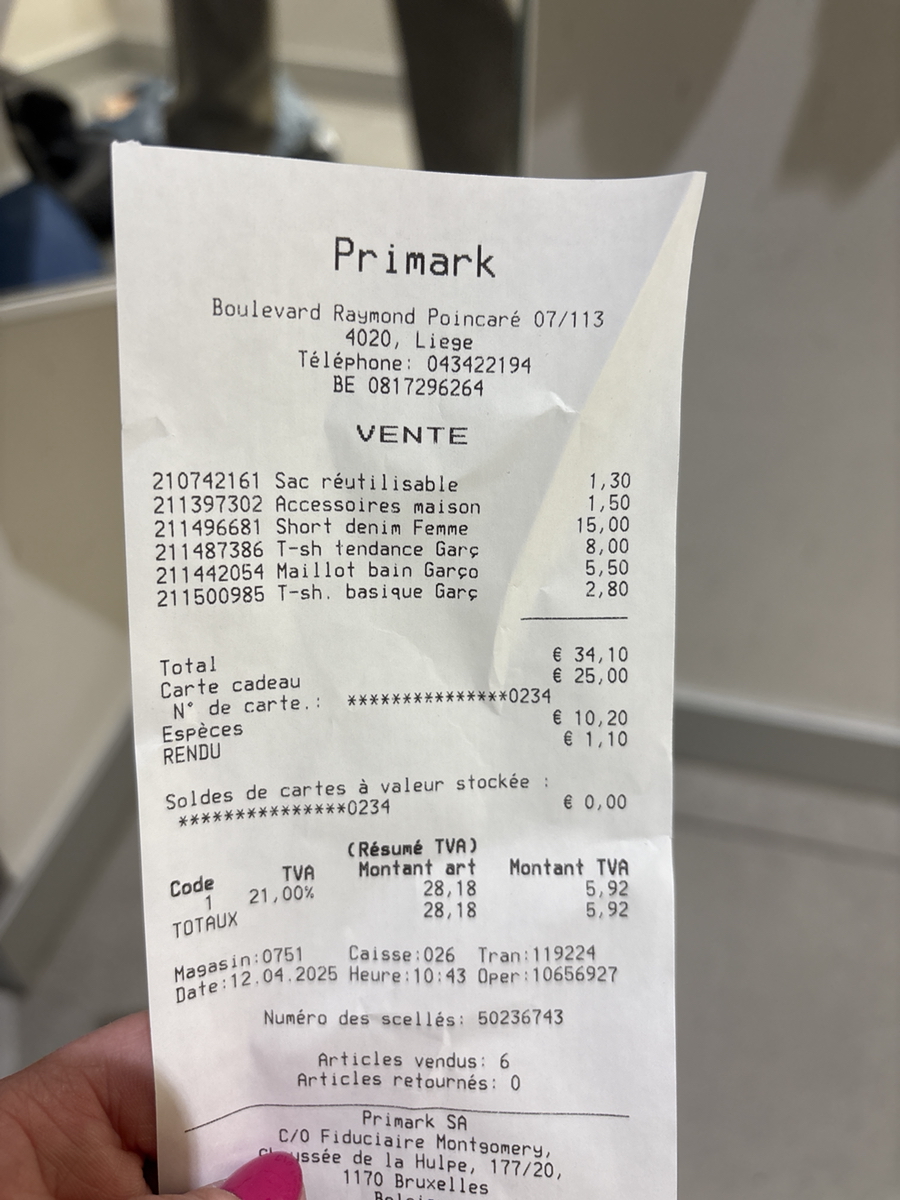 Primark
Boulevard Raymond Poincaré 07/113
4020, Liege
Téléphone: 043422194
BE 0817296264
VENTE
210742161 Sac réutilisable 1,30
211397302 Accessoires maison 1,50
211496681 Short denim Femme 15,00
211487386 T-sh tendance Garç 8,00
211442054 Maillot bain Garço 5,50
211500985 T-sh. basique Garç 2,80
Total € 34,10
Carte cadeau € 25,00
N° de carte.: ***************0234
Espèces € 10,20
RENDU € 1,10
Soldes de cartes à valeur stockée :
***************0234 € 0,00
(Résumé TVA)
Code TVA Montant art Montant TVA
1 21,00% 28,18 5,92
TOTAUX 28,18 5,92
Magasin:0751 Caisse:026 Tran:119224
Date:12.04.2025 Heure:10:43 Oper:10656927
Numéro des scellés: 50236743
Articles vendus: 6
Articles retournés: 0
Primark SA
C/O Fiduciaire Montgomery,
de la Hulpe, 177/20,
1170 Bruxelles